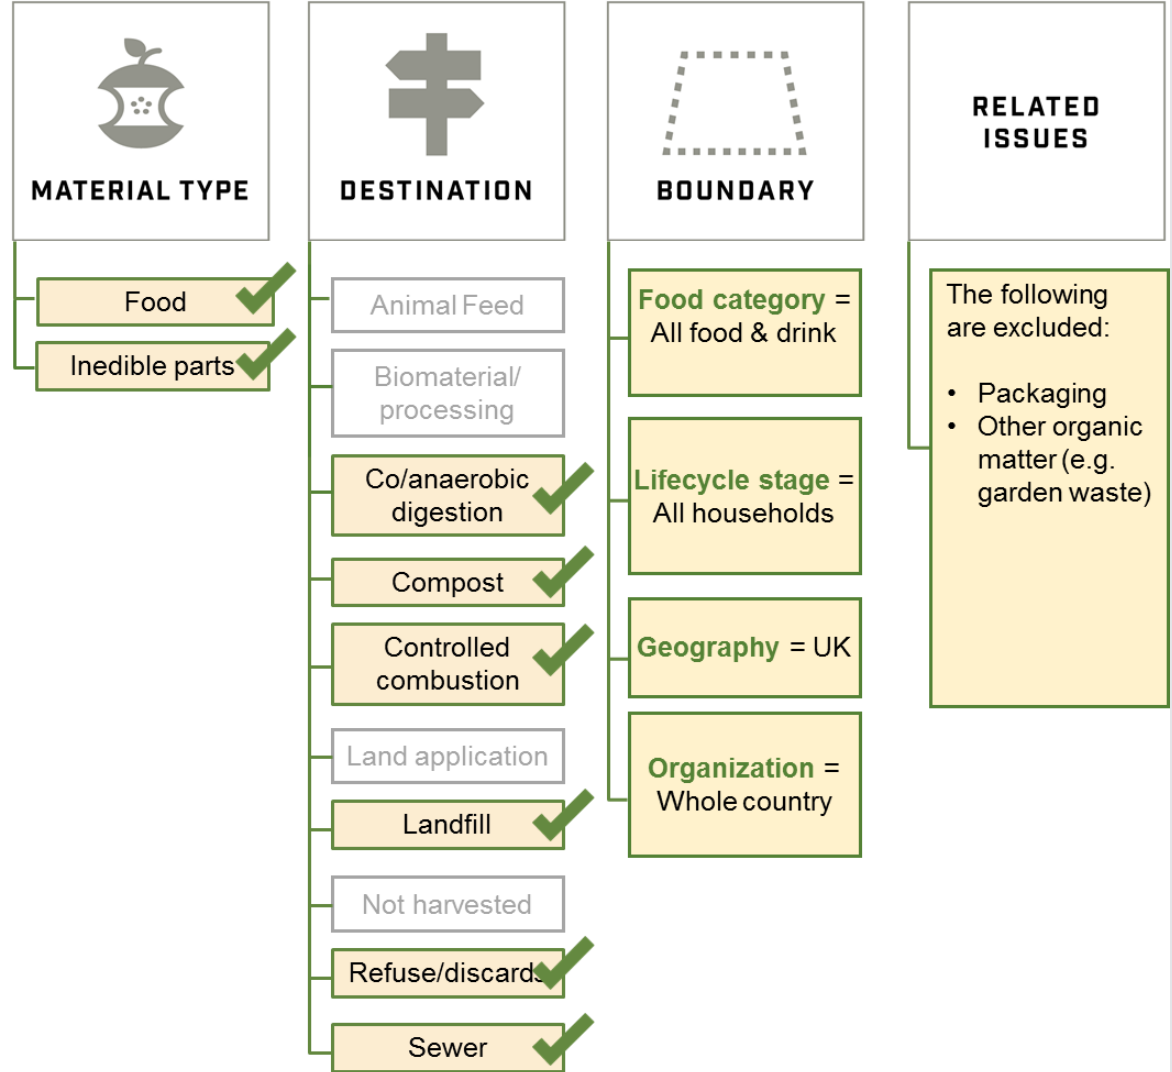 MATERIAL TYPE
Food
Inedible parts
DESTINATION
Animal Feed
Biomaterial/
processing
Co/anaerobic
digestion
Compost
Controlled
combustion
Land application
Landfill
Not harvested
Refuse/discards
Sewer
BOUNDARY
Food category =
All food & drink
Lifecycle stage =
All households
Geography = UK
Organization =
Whole country
RELATED
ISSUES
The following
are excluded:
• Packaging
• Other organic
matter (e.g.
garden waste)